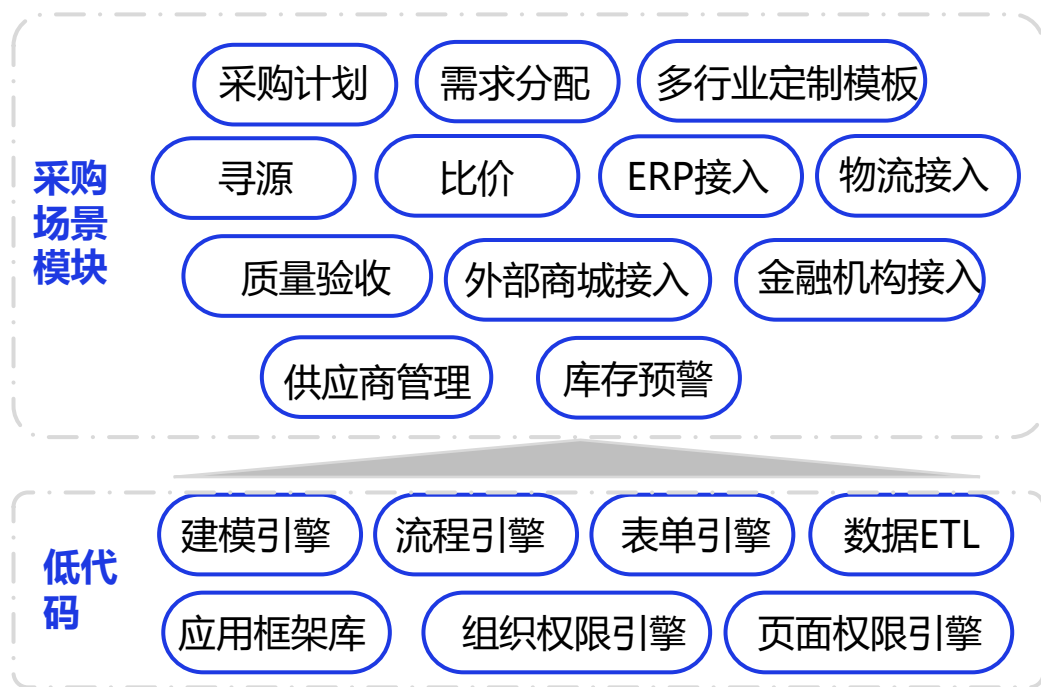 采购计划
需求分配
多行业定制模板
采购
场景
模块
寻源
比价
ERP接入
物流接入
质量验收
外部商城接入
金融机构接入
供应商管理
库存预警
低代
码
建模引擎
流程引擎
表单引擎
数据ETL
应用框架库
组织权限引擎
页面权限引擎